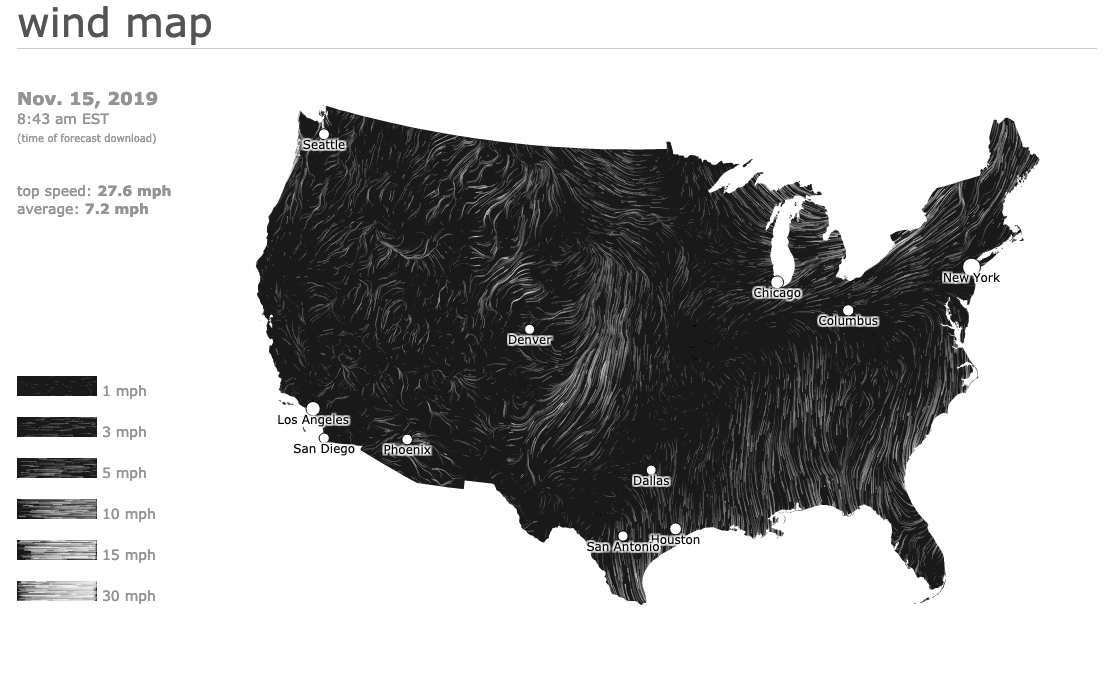 wind map
Nov. 15, 2019
8:43 am EST
(time of forecast download)
top speed: 27.6 mph
average: 7.2 mph
1 mph
3 mph
5 mph
10 mph
15 mph
30 mph
Seattle
New York
Chicago
Columbus
Denver
Los Angeles
San Diego
Phoenix
Dallas
Houston
San Antonio